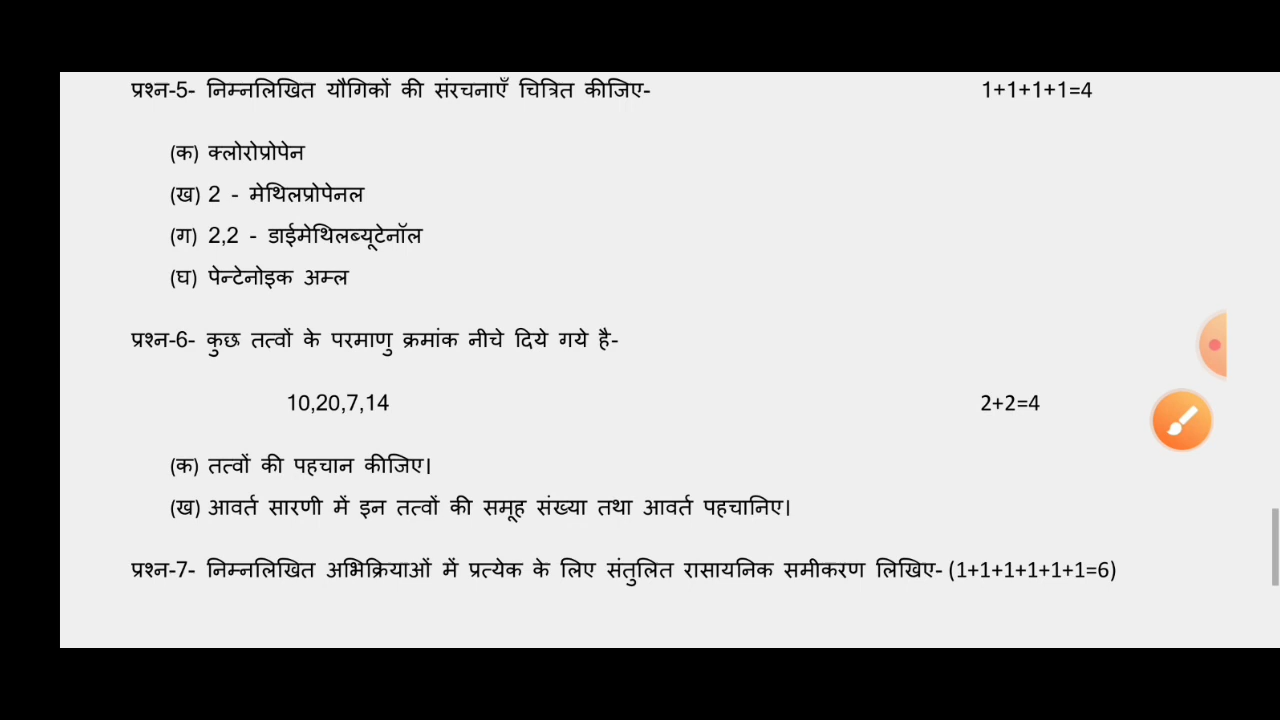 प्रश्न-5- निम्नलिखित यौगिकों की संरचनाएँ चित्रित कीजिए- 1+1+1+1=4
(क) क्लोरोप्रोपेन
(ख) 2 - मेथिलप्रोपेनल
(ग) 2,2 - डाईमेथिलब्यूटेनॉल
(घ) पेन्टेनोइक अम्ल
प्रश्न-6- कुछ तत्वों के परमाणु क्रमांक नीचे दिये गये है-
10,20,7,14 2+2=4
(क) तत्वों की पहचान कीजिए।
(ख) आवर्त सारणी में इन तत्वों की समूह संख्या तथा आवर्त पहचानिए।
प्रश्न-7- निम्नलिखित अभिक्रियाओं में प्रत्येक के लिए संतुलित रासायनिक समीकरण लिखिए- (1+1+1+1+1+1=6)